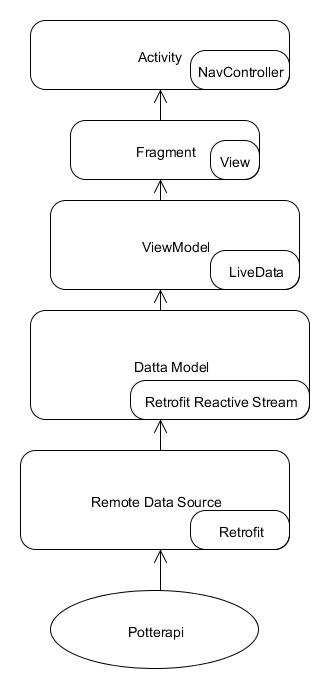 Activity
NavController
Fragment
View
ViewModel
LiveData
Datta Model
Retrofit Reactive Stream
Remote Data Source
Retrofit
Potterapi